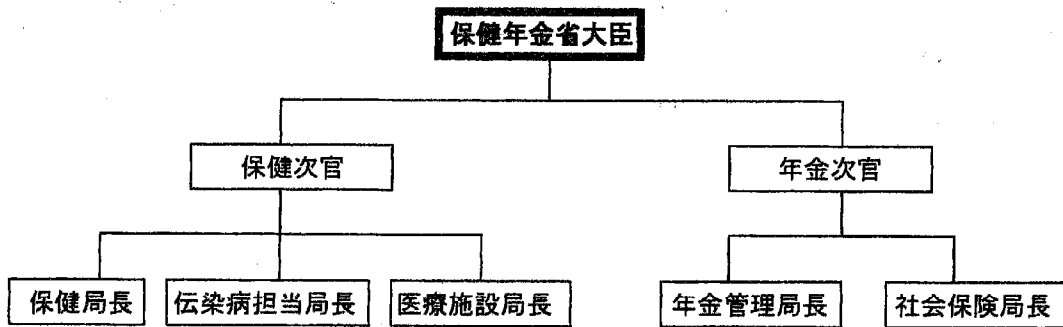 保健年金省大臣
保健次官
年金次官
保健局長
伝染病担当局長
医療施設局長
年金管理局長
社会保険局長